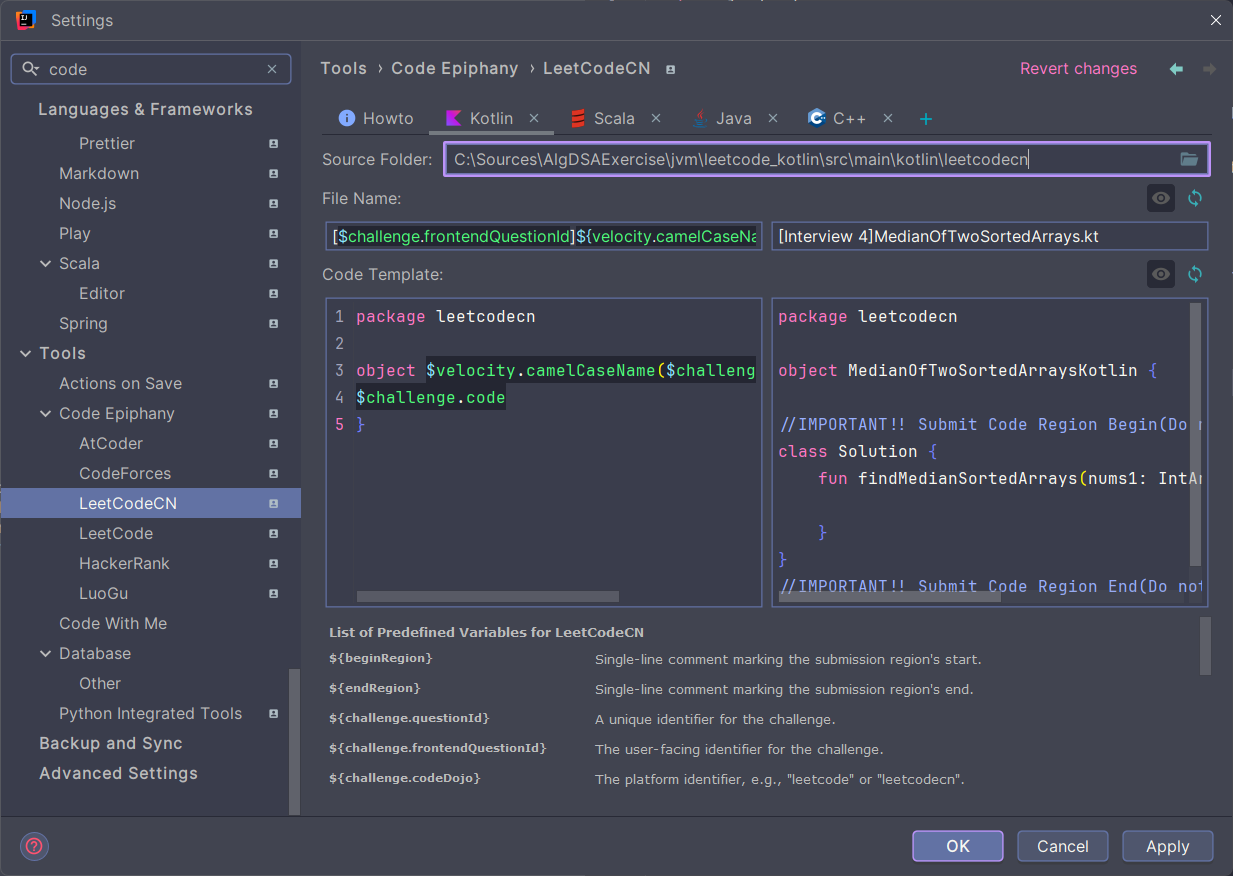 Settings
code
Languages & Frameworks
Prettier
Markdown
Node.js
Play
Scala
Editor
Spring
Tools
Actions on Save
Code Epiphany
AtCoder
CodeForces
LeetCodeCN
LeetCode
HackerRank
LuoGu
Code With Me
Database
Other
Python Integrated Tools
Backup and Sync
Advanced Settings
Tools › Code Epiphany › LeetCodeCN
Revert changes
Howto Kotlin Scala Java C++
Source Folder: C:\Sources\AlgDSAExercise\jvm\leetcode_kotlin\src\main\kotlin\leetcodecn
File Name:
[$challenge.frontendQuestionId]${velocity.camelCaseNa
[Interview 4]MedianOfTwoSortedArrays.kt
Code Template:
1 package leetcodecn
2
3 object $velocity.camelCaseName($challeng
4 $challenge.code
5 }
package leetcodecn
object MedianOfTwoSortedArraysKotlin {
//IMPORTANT!! Submit Code Region Begin(Do n
class Solution {
fun findMedianSortedArrays(nums1: IntAr
}
}
//IMPORTANT!! Submit Code Region End(Do not
List of Predefined Variables for LeetCodeCN
${beginRegion} Single-line comment marking the submission region's start.
${endRegion} Single-line comment marking the submission region's end.
${challenge.questionId} A unique identifier for the challenge.
${challenge.frontendQuestionId} The user-facing identifier for the challenge.
${challenge.codeDojo} The platform identifier, e.g., "leetcode" or "leetcodecn".
OK Cancel Apply